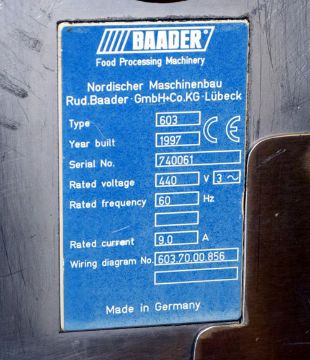 BAADER®
Food Processing Machinery
Nordischer Maschinenbau
Rud.Baader·GmbH+Co.KG·Lübeck
Type 603
CE
Year built 1997
Serial No. 740061
Rated voltage 440 V 3~
Rated frequency 60 Hz
Rated current 9.0 A
Wiring diagram No. 603.70.00.856
Made in Germany